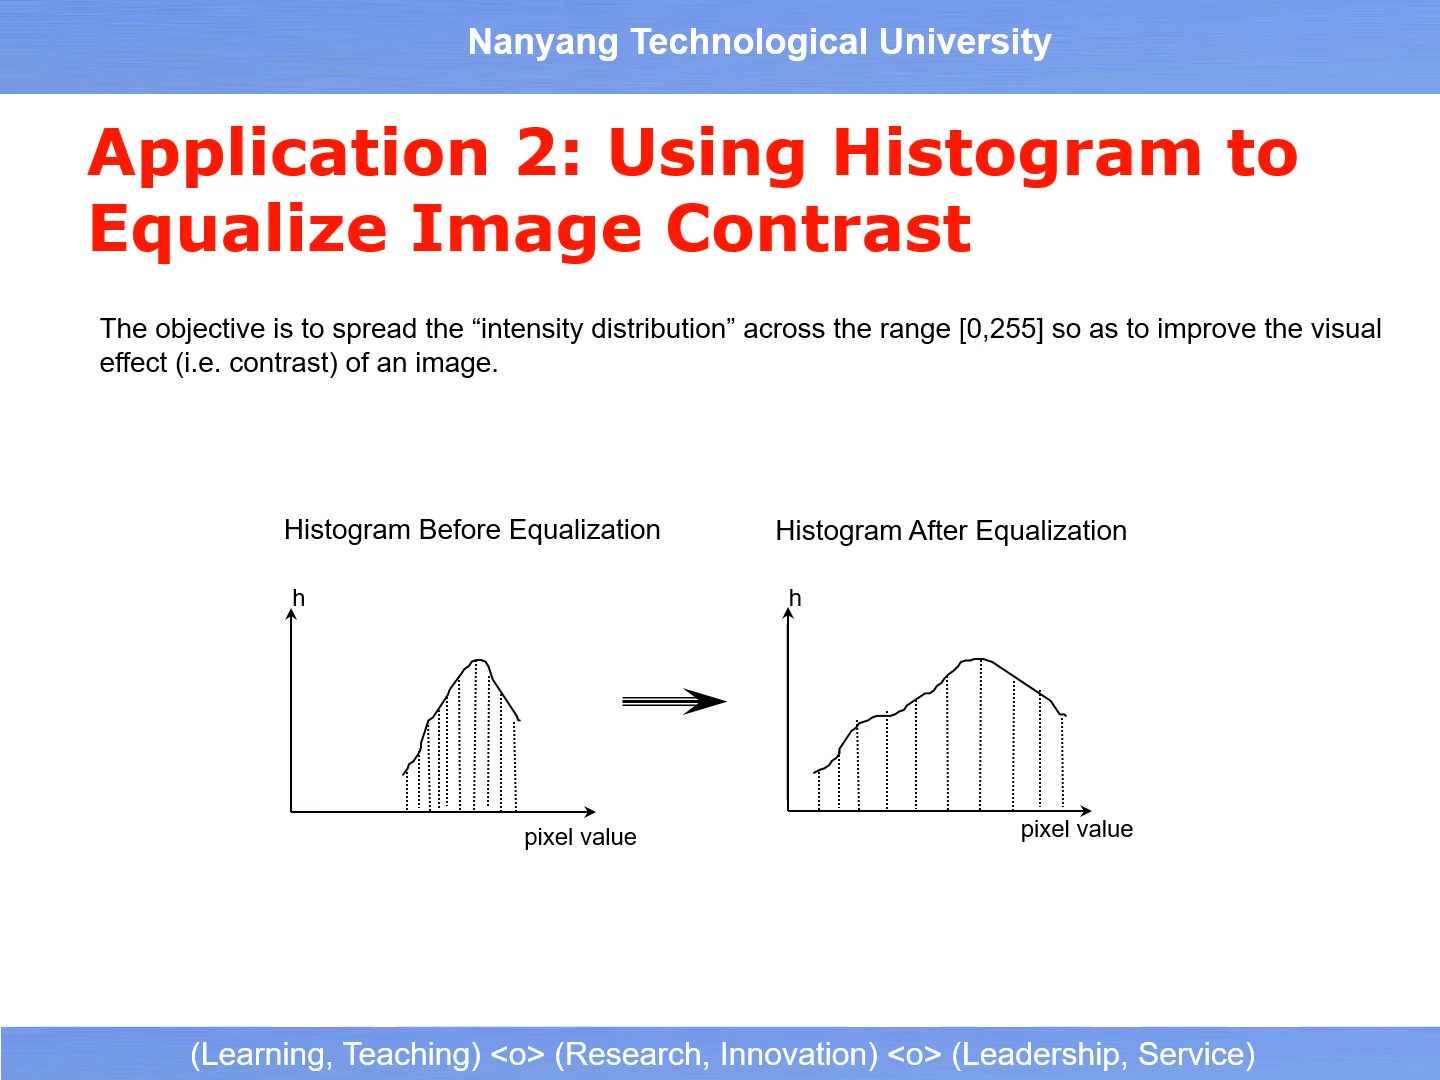 Nanyang Technological University
Application 2: Using Histogram to
Equalize Image Contrast
The objective is to spread the “intensity distribution” across the range [0,255] so as to improve the visual
effect (i.e. contrast) of an image.
Histogram Before Equalization
Histogram After Equalization
h
pixel value
h
pixel value
(Learning, Teaching) <o> (Research, Innovation) <o> (Leadership, Service)